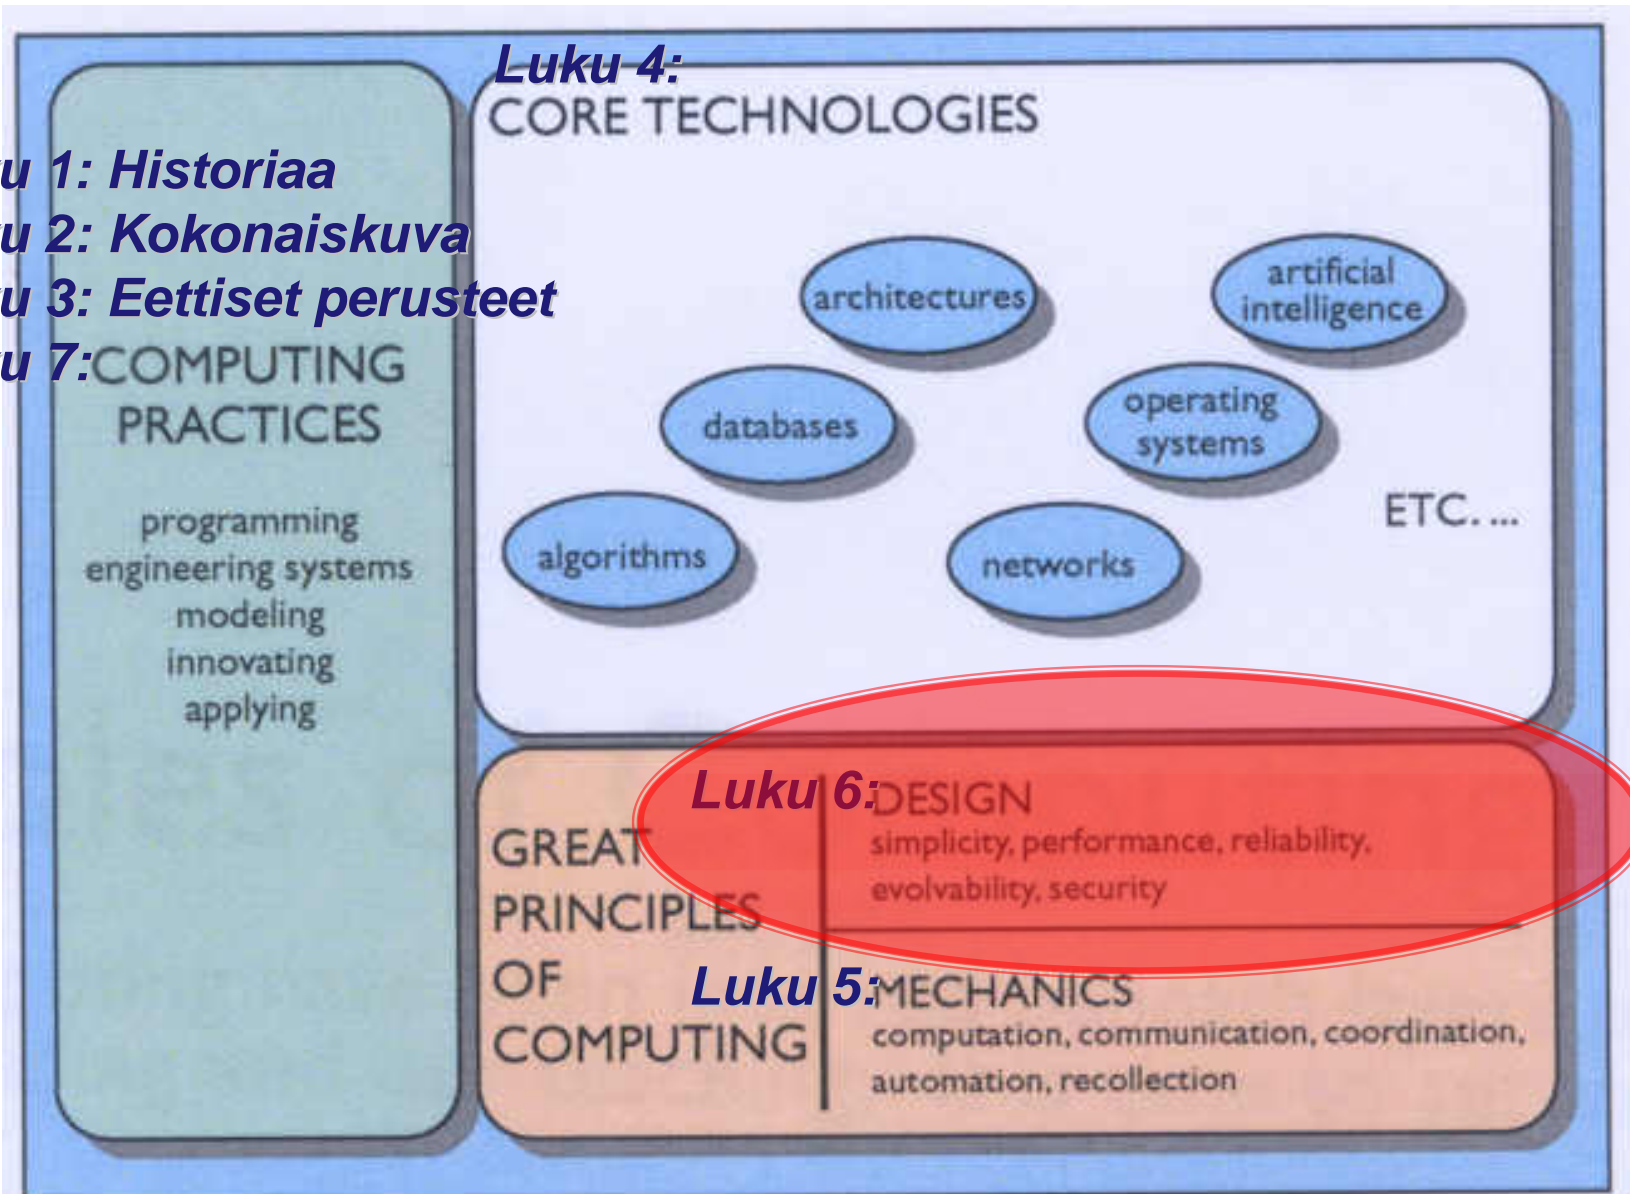 Luku 4:
CORE TECHNOLOGIES
u 1: Historiaa
u 2: Kokonaiskuva
u 3: Eettiset perusteet
u 7:
COMPUTING
PRACTICES
programming
engineering systems
modeling
innovating
applying
architectures
artificial
intelligence
databases
operating
systems
algorithms
networks
ETC. ...
GREAT
PRINCIPLES
OF
COMPUTING
Luku 6:
DESIGN
simplicity, performance, reliability,
evolvability, security
Luku 5:
MECHANICS
computation, communication, coordination,
automation, recollection